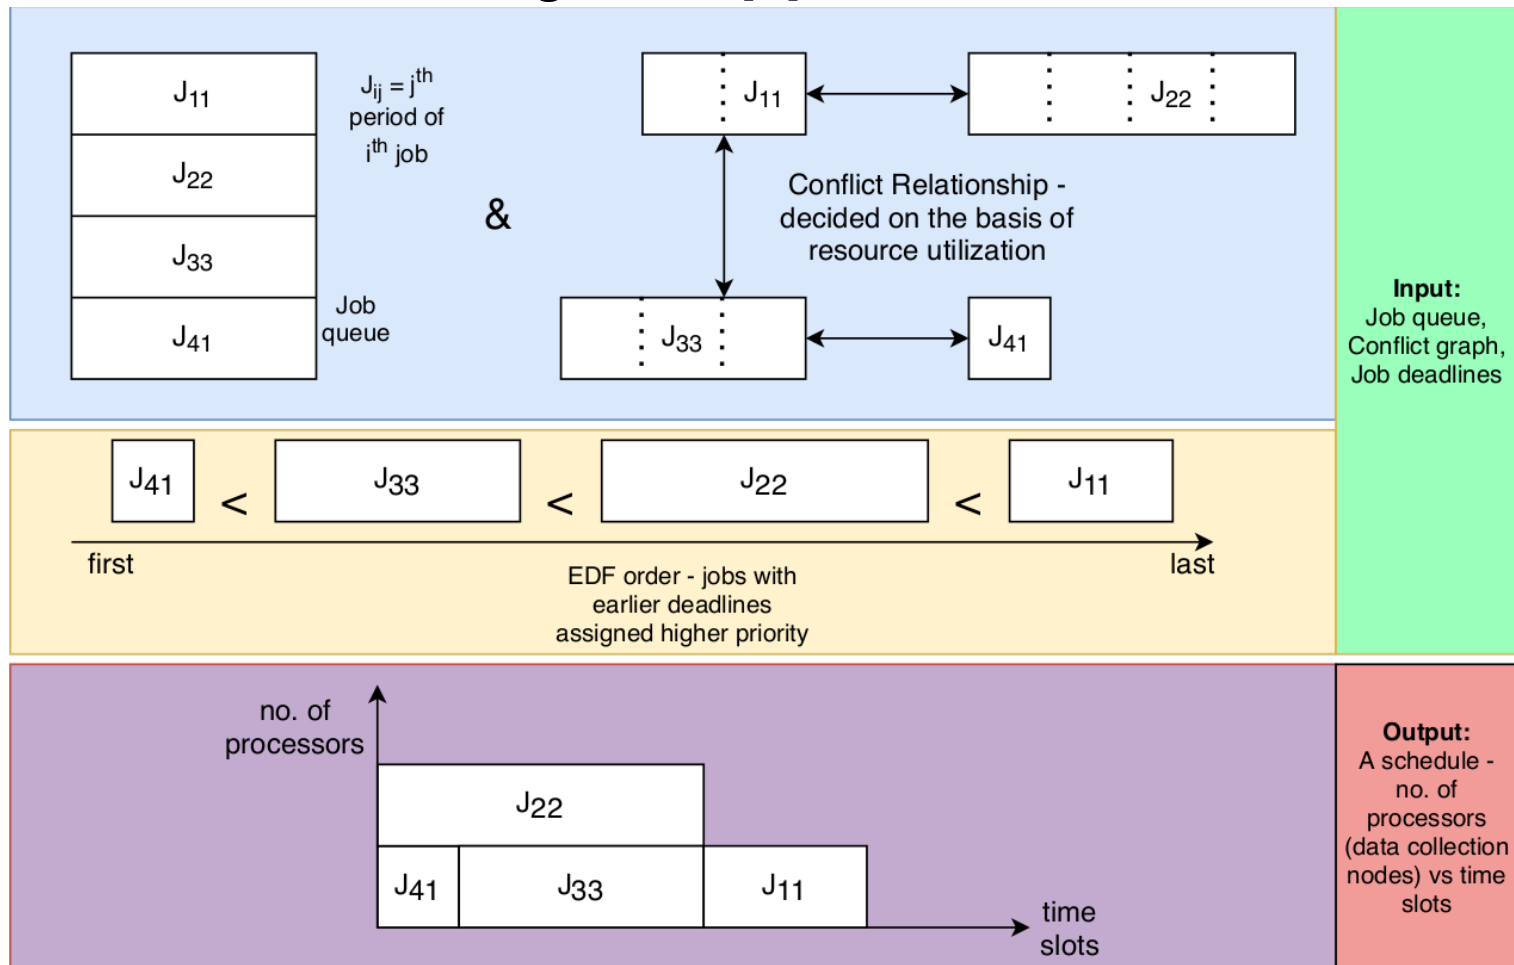 J11
J22
J33
J41
Jij = jth
period of
ith job
Job
queue
&
J11
J22
Conflict Relationship -
decided on the basis of
resource utilization
J33
J41
Input:
Job queue,
Conflict graph,
Job deadlines
J41 < J33 < J22 < J11
first
last
EDF order - jobs with
earlier deadlines
assigned higher priority
no. of
processors
J22
J41 J33 J11
time
slots
Output:
A schedule -
no. of
processors
(data collection
nodes) vs time
slots